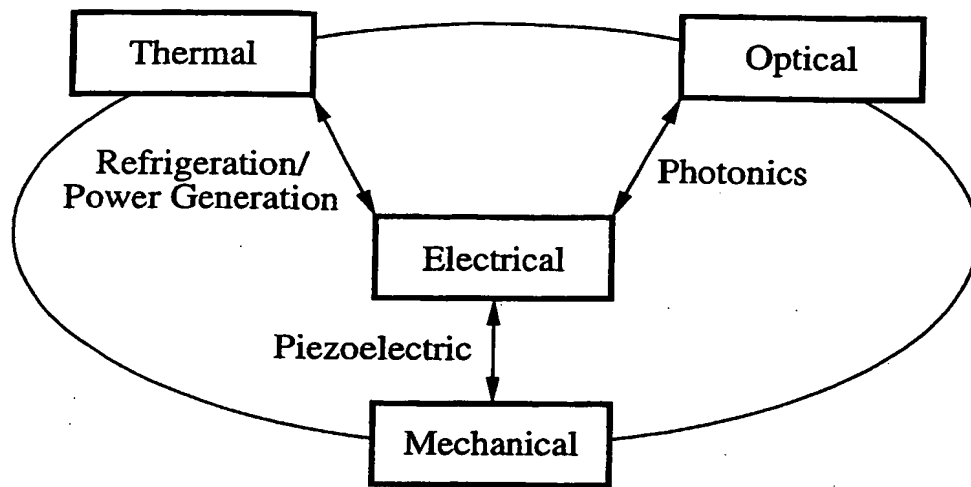 Thermal
Optical
Refrigeration/
Power Generation
Photonics
Electrical
Piezoelectric
Mechanical